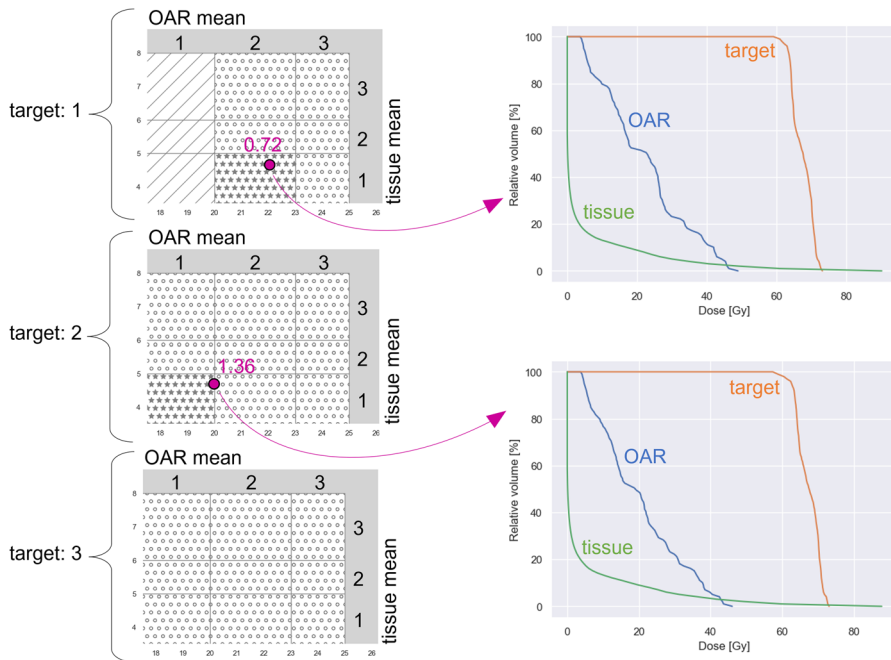 OAR mean
1 2 3
8
7
6
5
4
3
2
1
tissue mean
target: 1
0.72
18 19 20 21 22 23 24 25 26
OAR mean
1 2 3
8
7
6
5
4
3
2
1
tissue mean
target: 2
1.36
18 19 20 21 22 23 24 25 26
OAR mean
1 2 3
8
7
6
5
4
3
2
1
tissue mean
target: 3
18 19 20 21 22 23 24 25 26
100
80
60
40
20
0
Relative volume [%]
target
OAR
tissue
0 20 40 60 80
Dose [Gy]
100
80
60
40
20
0
Relative volume [%]
target
OAR
tissue
0 20 40 60 80
Dose [Gy]